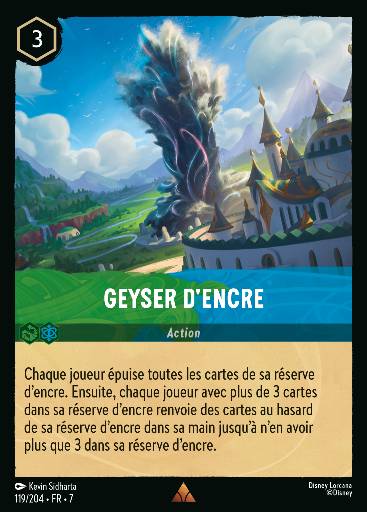 3
GEYSER D'ENCRE
Action
Chaque joueur épuise toutes les cartes de sa réserve
d'encre. Ensuite, chaque joueur avec plus de 3 cartes
dans sa réserve d'encre renvoie des cartes au hasard
de sa réserve d'encre dans sa main jusqu'à n'en avoir
plus que 3 dans sa réserve d'encre.
Kevin Sidharta
119/204 • FR • 7
Disney Lorcana
©Disney